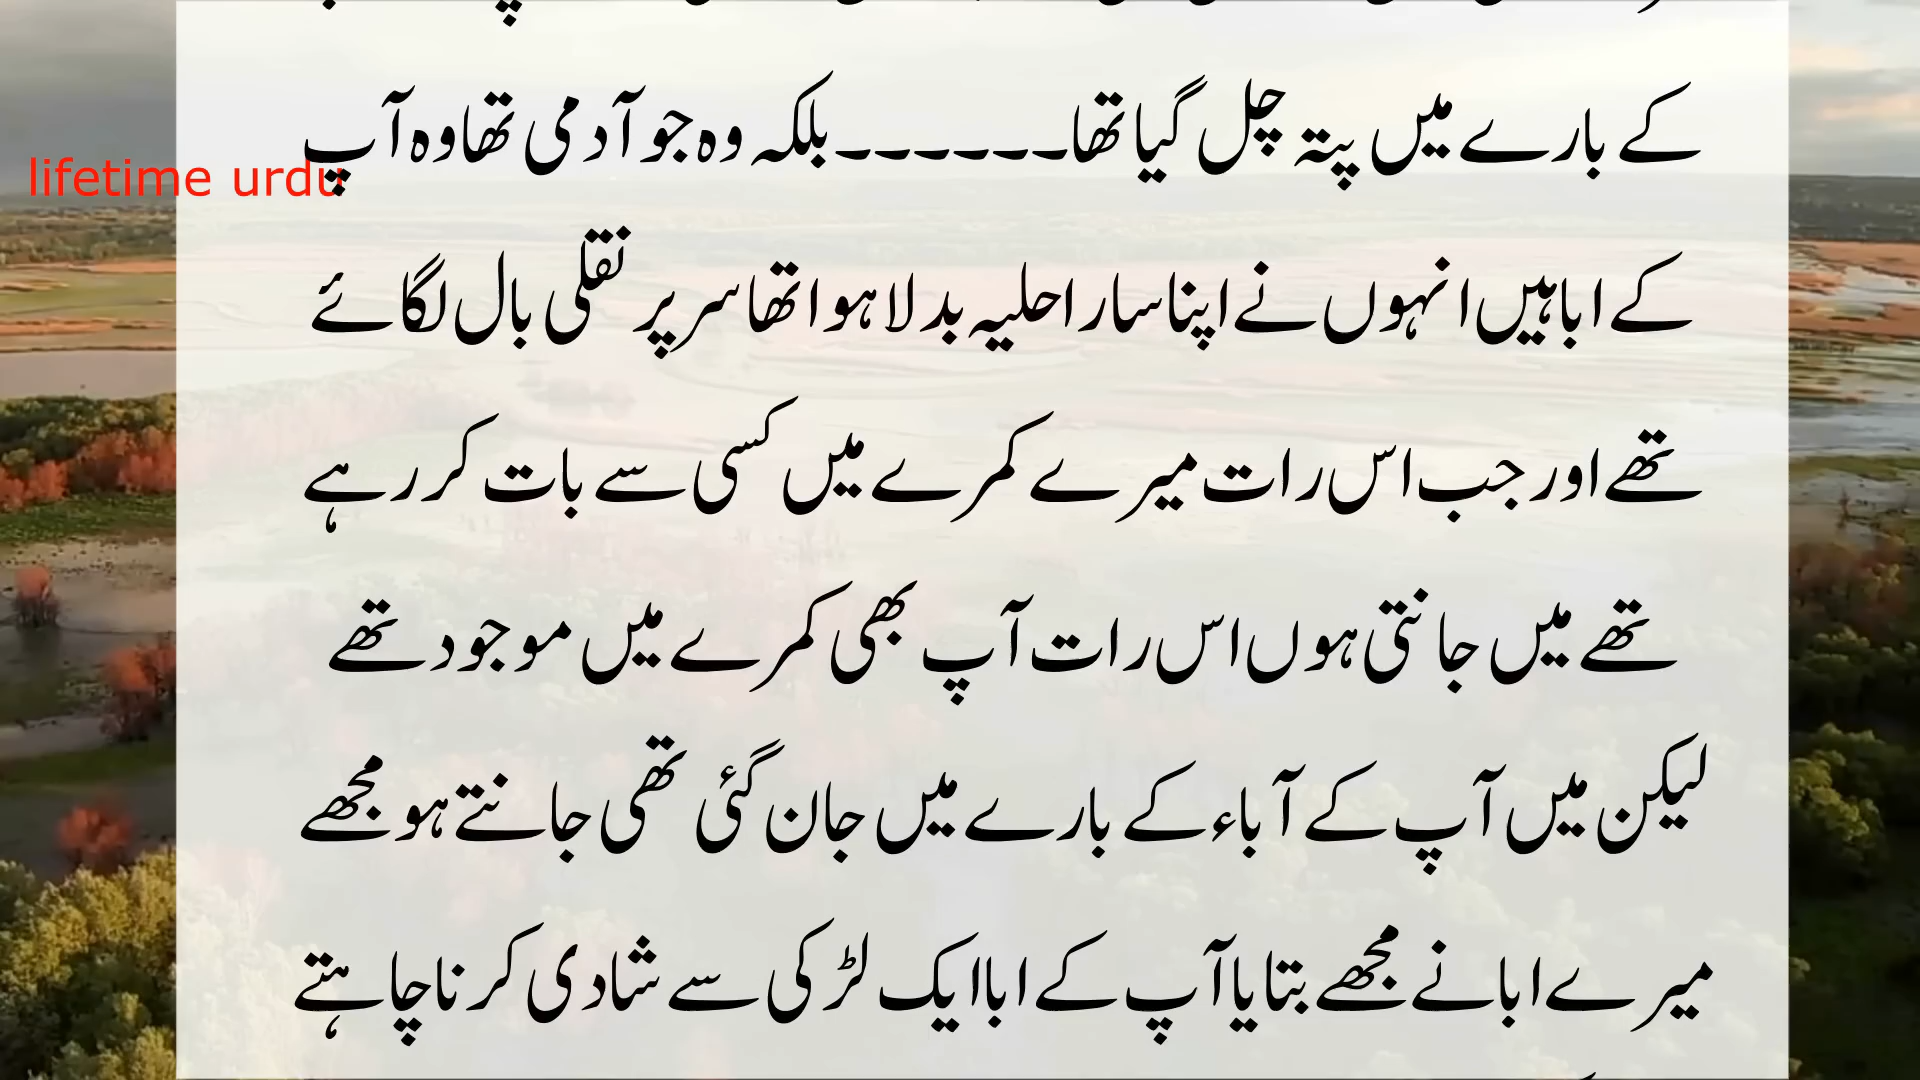 کے بارے میں پتہ چل گیا تھا۔۔۔۔۔۔ بلکہ وہ جو آدمی تھا وہ آپ
lifetime urdu
کے ابا ہیں انہوں نے اپنا سارا حلیہ بدلا ہوا تھا سر پر نقلی بال لگائے
تھے اور جب اس رات میرے کمرے میں کسی سے بات کر رہے
تھے میں جانتی ہوں اس رات آپ بھی کمرے میں موجود تھے
لیکن میں آپ کے آباء کے بارے میں جان گئی تھی جانتے ہو مجھے
میرے ابا نے مجھے بتایا آپ کے ابا ایک لڑکی سے شادی کرنا چاہتے